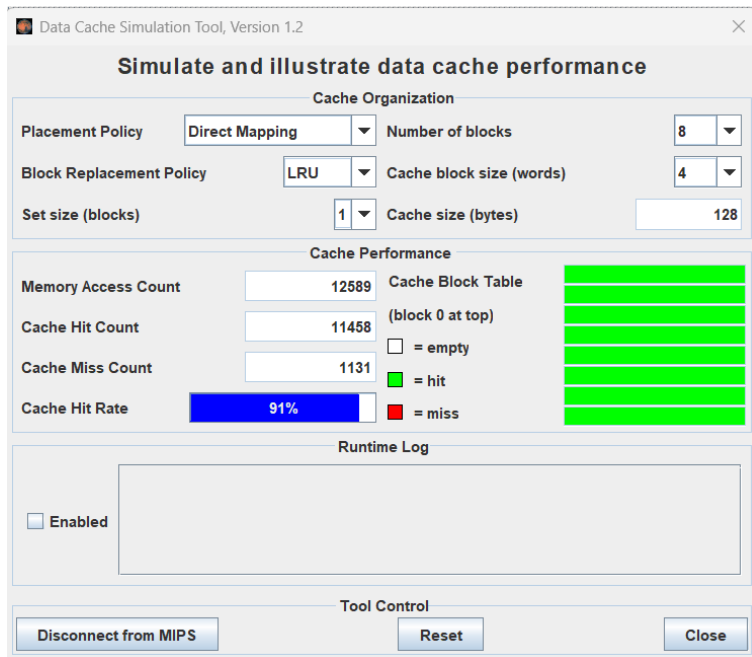 Data Cache Simulation Tool, Version 1.2
Simulate and illustrate data cache performance
Cache Organization
Placement Policy Direct Mapping Number of blocks 8
Block Replacement Policy LRU Cache block size (words) 4
Set size (blocks) 1 Cache size (bytes) 128
Cache Performance
Memory Access Count 12589 Cache Block Table
(block 0 at top)
Cache Hit Count 11458
= empty
Cache Miss Count 1131
= hit
Cache Hit Rate 91%
= miss
Runtime Log
Enabled
Tool Control
Disconnect from MIPS Reset Close